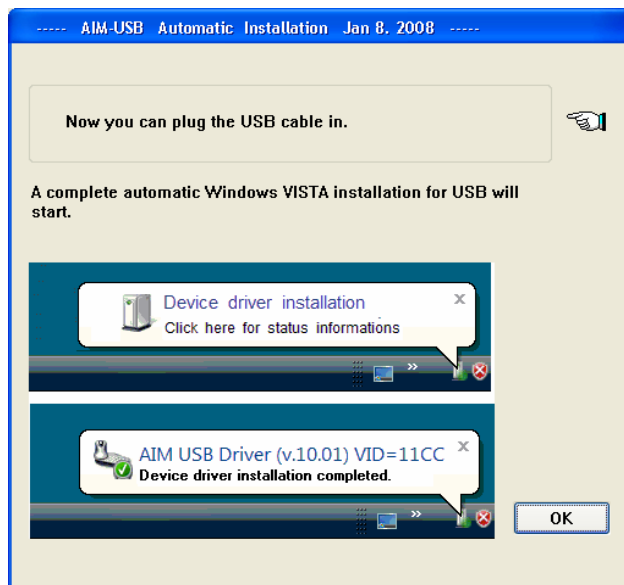 ----- AIM-USB Automatic Installation Jan 8. 2008 -----
Now you can plug the USB cable in.
A complete automatic Windows VISTA installation for USB will
start.
Device driver installation
x
Click here for status informations
»
AIM USB Driver (v.10.01) VID=11CC
x
Device driver installation completed.
»
OK